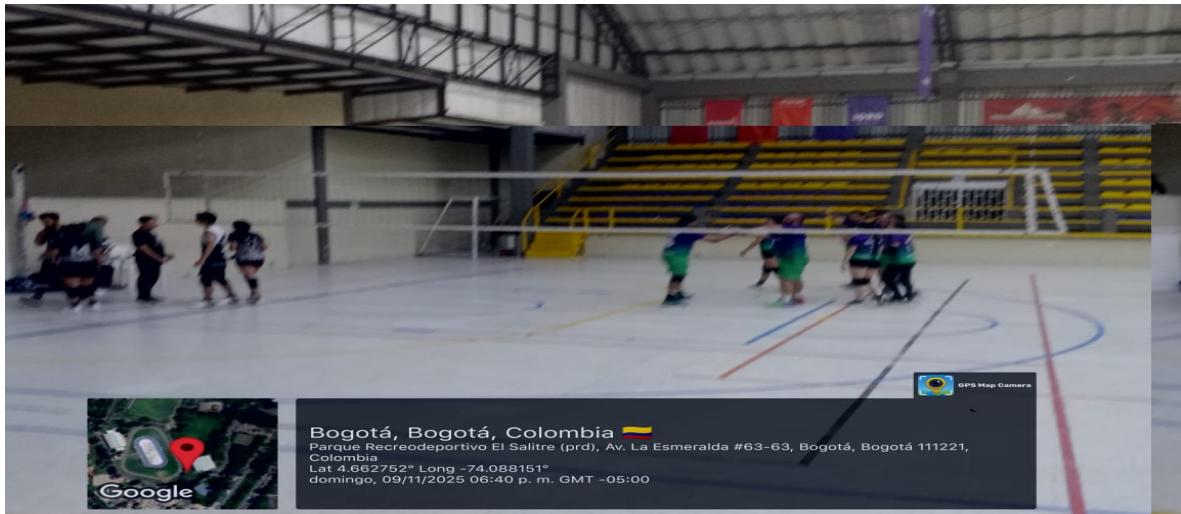 GPS Map Camera
Bogotá, Bogotá, Colombia
Parque Recreodeportivo El Salitre (prd), Av. La Esmeralda #63-63, Bogotá, Bogotá 111221,
Colombia
Lat 4.662752° Long -74.088151°
domingo, 09/11/2025 06:40 p. m. GMT -05:00
Google